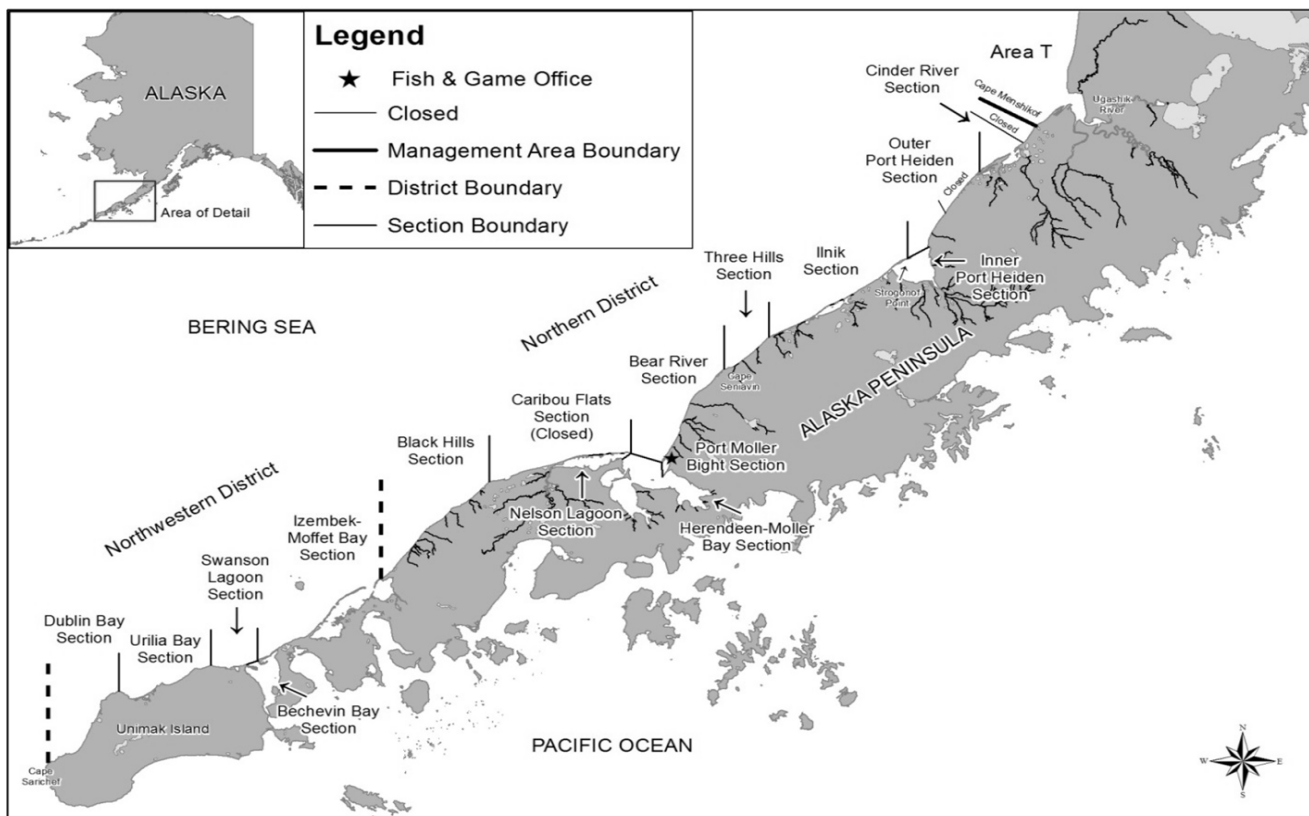 ALASKA
Area of Detail
Legend
Fish & Game Office
Closed
Management Area Boundary
District Boundary
Section Boundary
Area T
Cinder River
Section
Cape Menshikof
Closed
Ugashik
River
Outer
Port Heiden
Section
Closed
Three Hills
Section
Ilnik
Section
Strogonof
Point
Inner
Port Heiden
Section
Northern District
BERING SEA
Bear River
Section
Cape
Seniavin
ALASKA PENINSULA
Caribou Flats
Section
(Closed)
Black Hills
Section
Port Moller
Bight Section
Nelson Lagoon
Section
Herendeen-Moller
Bay Section
Northwestern District
Izembek-
Moffet Bay
Section
Swanson
Lagoon
Section
Dublin Bay
Section
Urilia Bay
Section
Bechevin Bay
Section
Unimak Island
Cape
Sarichef
PACIFIC OCEAN
N
W
E
S